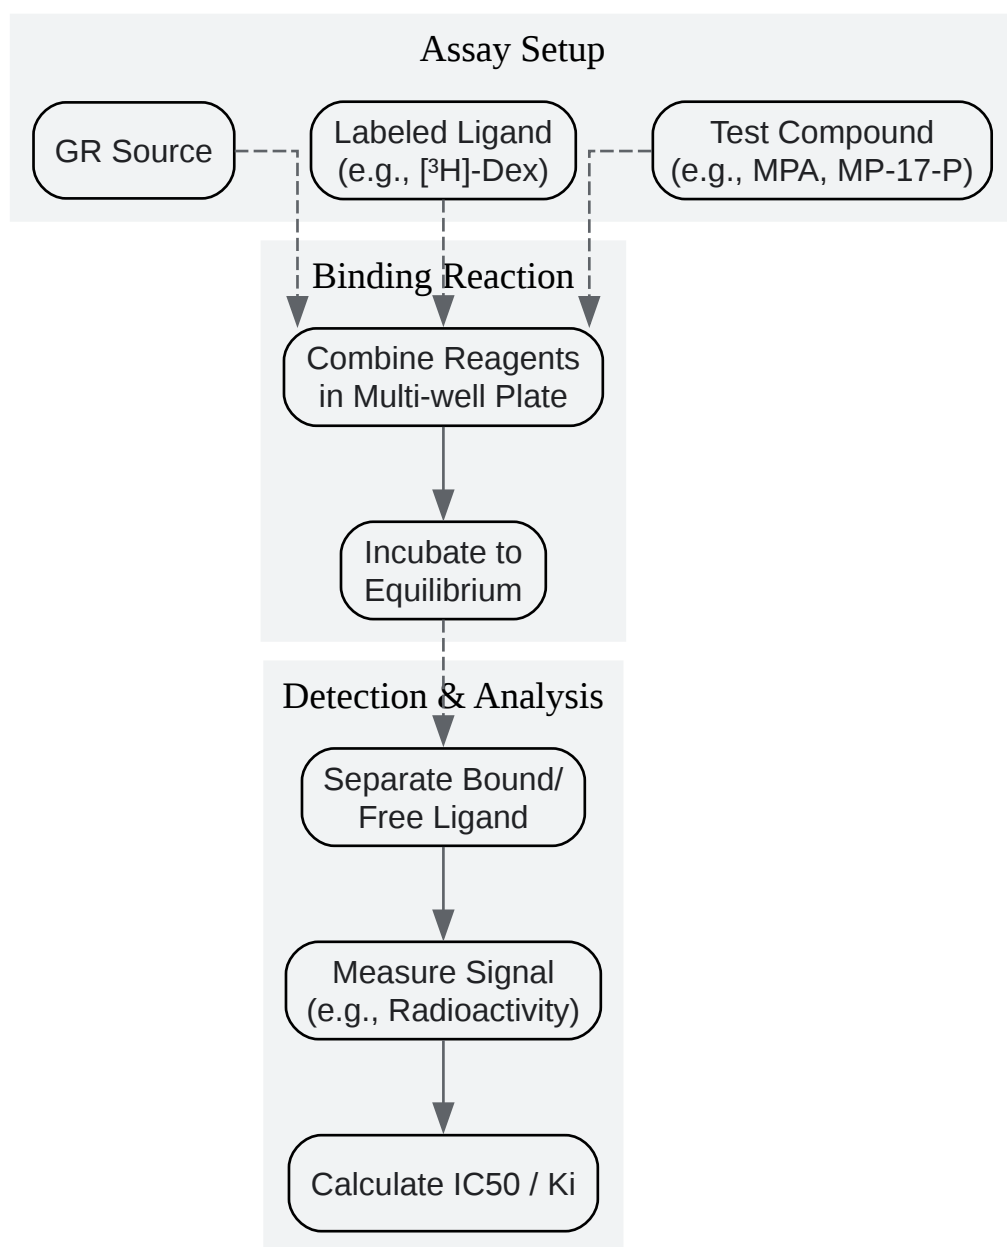 Assay Setup
GR Source
Labeled Ligand
(e.g., [³H]-Dex)
Test Compound
(e.g., MPA, MP-17-P)
Binding Reaction
Combine Reagents
in Multi-well Plate
Incubate to
Equilibrium
Detection & Analysis
Separate Bound/
Free Ligand
Measure Signal
(e.g., Radioactivity)
Calculate IC50 / Ki